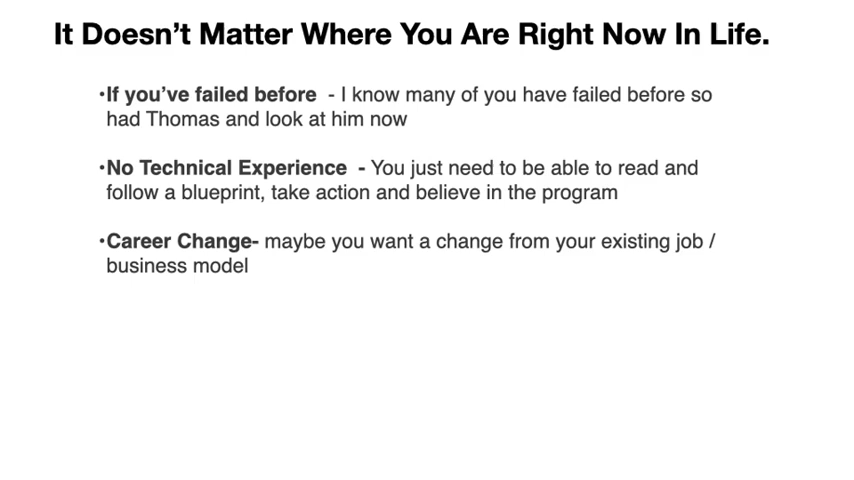 It Doesn’t Matter Where You Are Right Now In Life.
•If you’ve failed before  - I know many of you have failed before so
had Thomas and look at him now
•No Technical Experience  - You just need to be able to read and
follow a blueprint, take action and believe in the program
•Career Change- maybe you want a change from your existing job /
business model